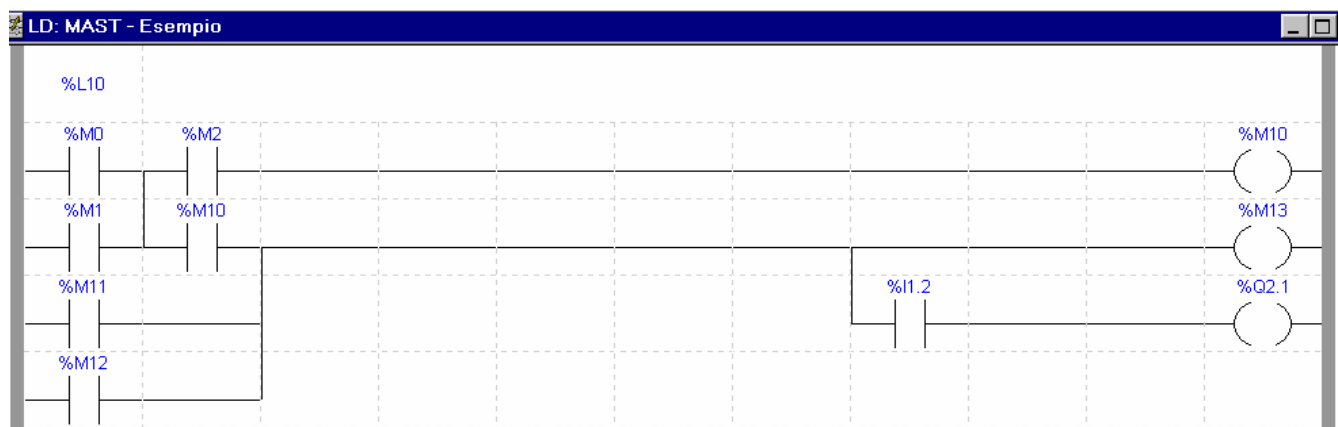 LD: MAST - Esempio
%L10
%M0 %M2 %M10
%M1 %M10 %M13
%M11 %I1.2 %Q2.1
%M12